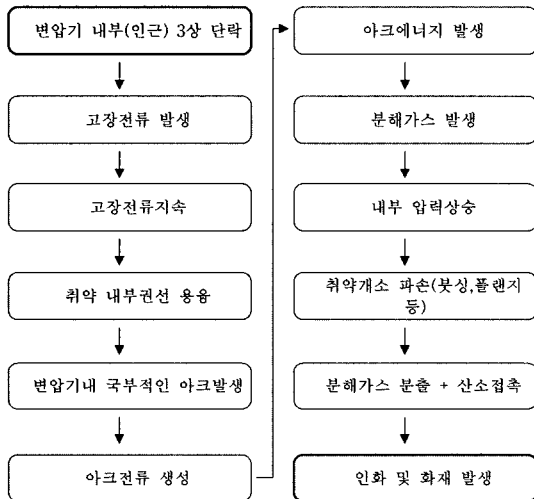 변압기 내부(인근) 3상 단락
고장전류 발생
고장전류지속
취약 내부권선 용융
변압기내 국부적인 아크발생
아크전류 생성
아크에너지 발생
분해가스 발생
내부 압력상승
취약개소 파손(붓싱,플랜지
등)
분해가스 분출 + 산소접촉
인화 및 화재 발생